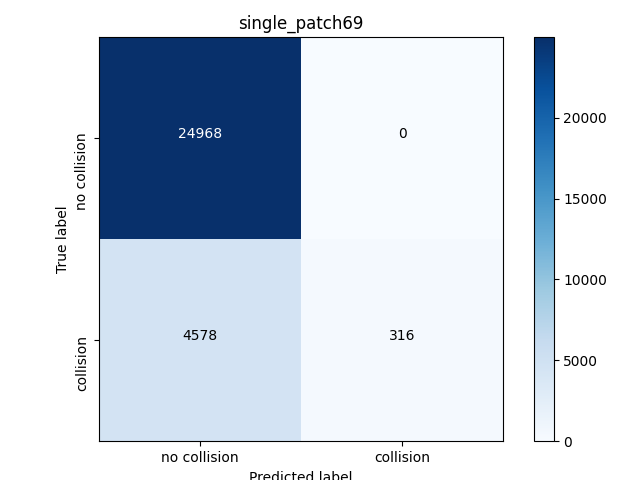 single_patch69
True label
no collision
collision
24968
0
4578
316
no collision
collision
Predicted label
20000
15000
10000
5000
0